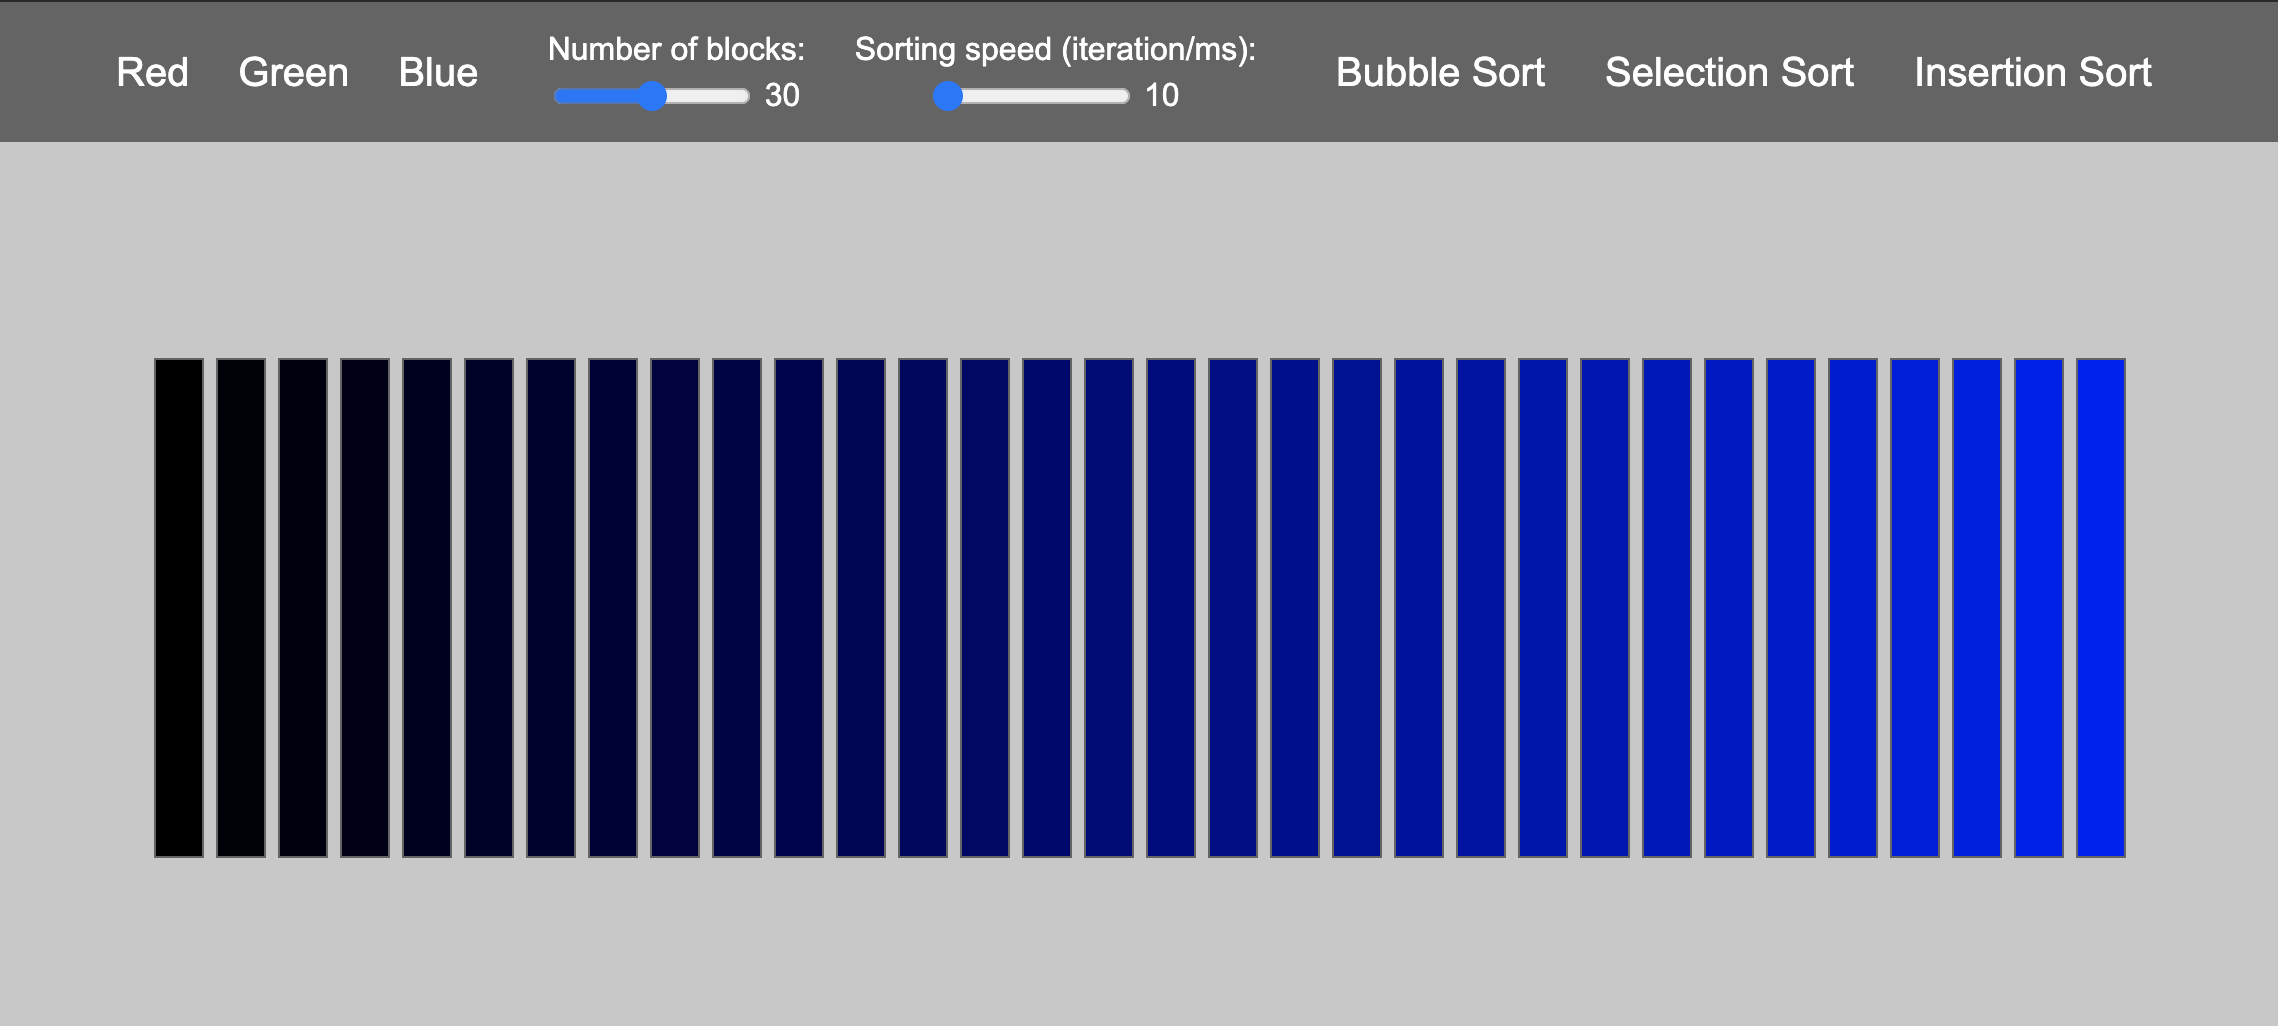 Red Green Blue
Number of blocks:
30
Sorting speed (iteration/ms):
10
Bubble Sort Selection Sort Insertion Sort